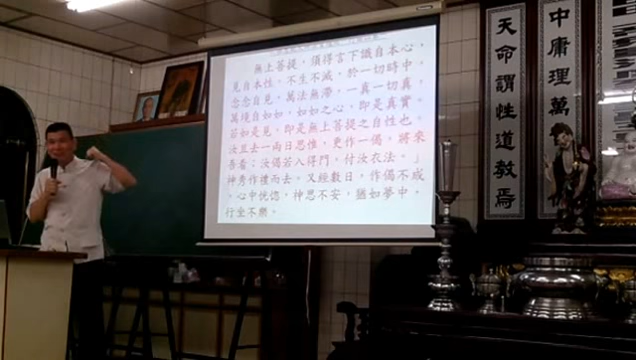 無上菩提，須得言下識自本心，
見自本性。不生不滅，於一切時中，
念念自見。萬法無滯，一真一切真，
萬境自如如，如如之心，即是真實。
若如是見，即是無上菩提之自性也。
汝且去一兩日思惟，更作一偈，將來
吾看；汝偈若入得門，付汝衣法。」
神秀作禮而去。又經數日，作偈不成，
心中恍惚，神思不安，猶如夢中，
行坐不樂。
中庸理萬
天命謂性道教焉